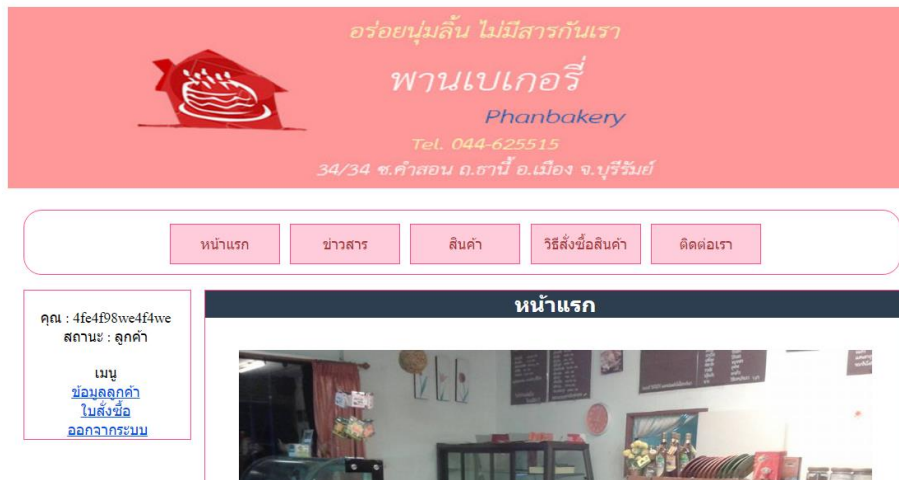 อร่อยนุ่มลิ้น ไม่มีสารกันเรา
พานเบเกอรี่
Phanbakery
Tel. 044-625515
34/34 ซ.คำสอน ถ.ธานี อ.เมือง จ.บุรีรัมย์
หน้าแรก ข่าวสาร สินค้า วิธีสั่งซื้อสินค้า ติดต่อเรา
คุณ : 4fe4f98we4f4we
สถานะ : ลูกค้า
เมนู
ข้อมูลลูกค้า
ใบสั่งซื้อ
ออกจากระบบ
หน้าแรก